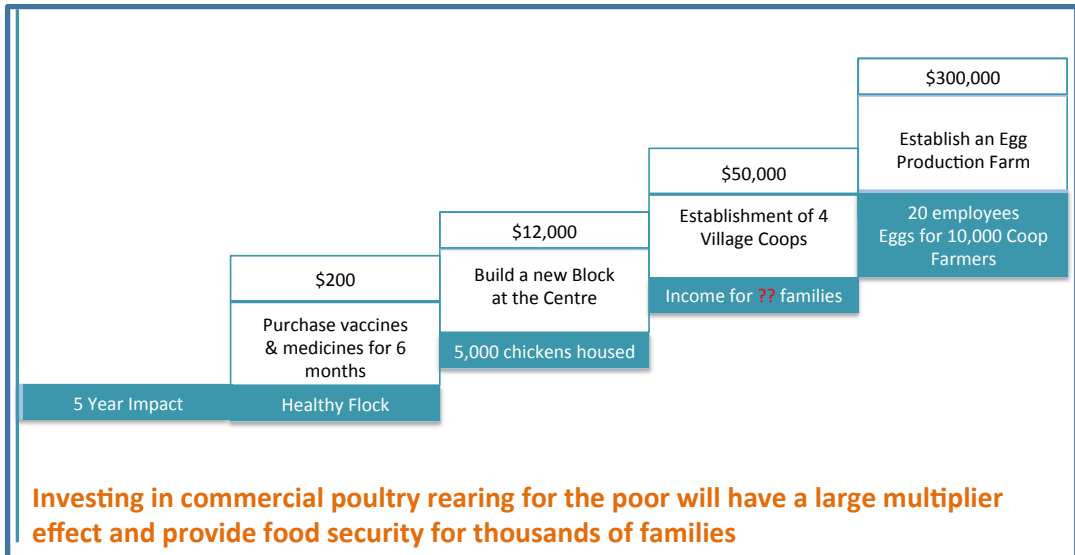 $300,000
Establish an Egg
Production Farm
20 employees
Eggs for 10,000 Coop
Farmers
$50,000
Establishment of 4
Village Coops
Income for ?? families
$12,000
Build a new Block
at the Centre
5,000 chickens housed
$200
Purchase vaccines
& medicines for 6
months
Healthy Flock
5 Year Impact
Investing in commercial poultry rearing for the poor will have a large multiplier
effect and provide food security for thousands of families